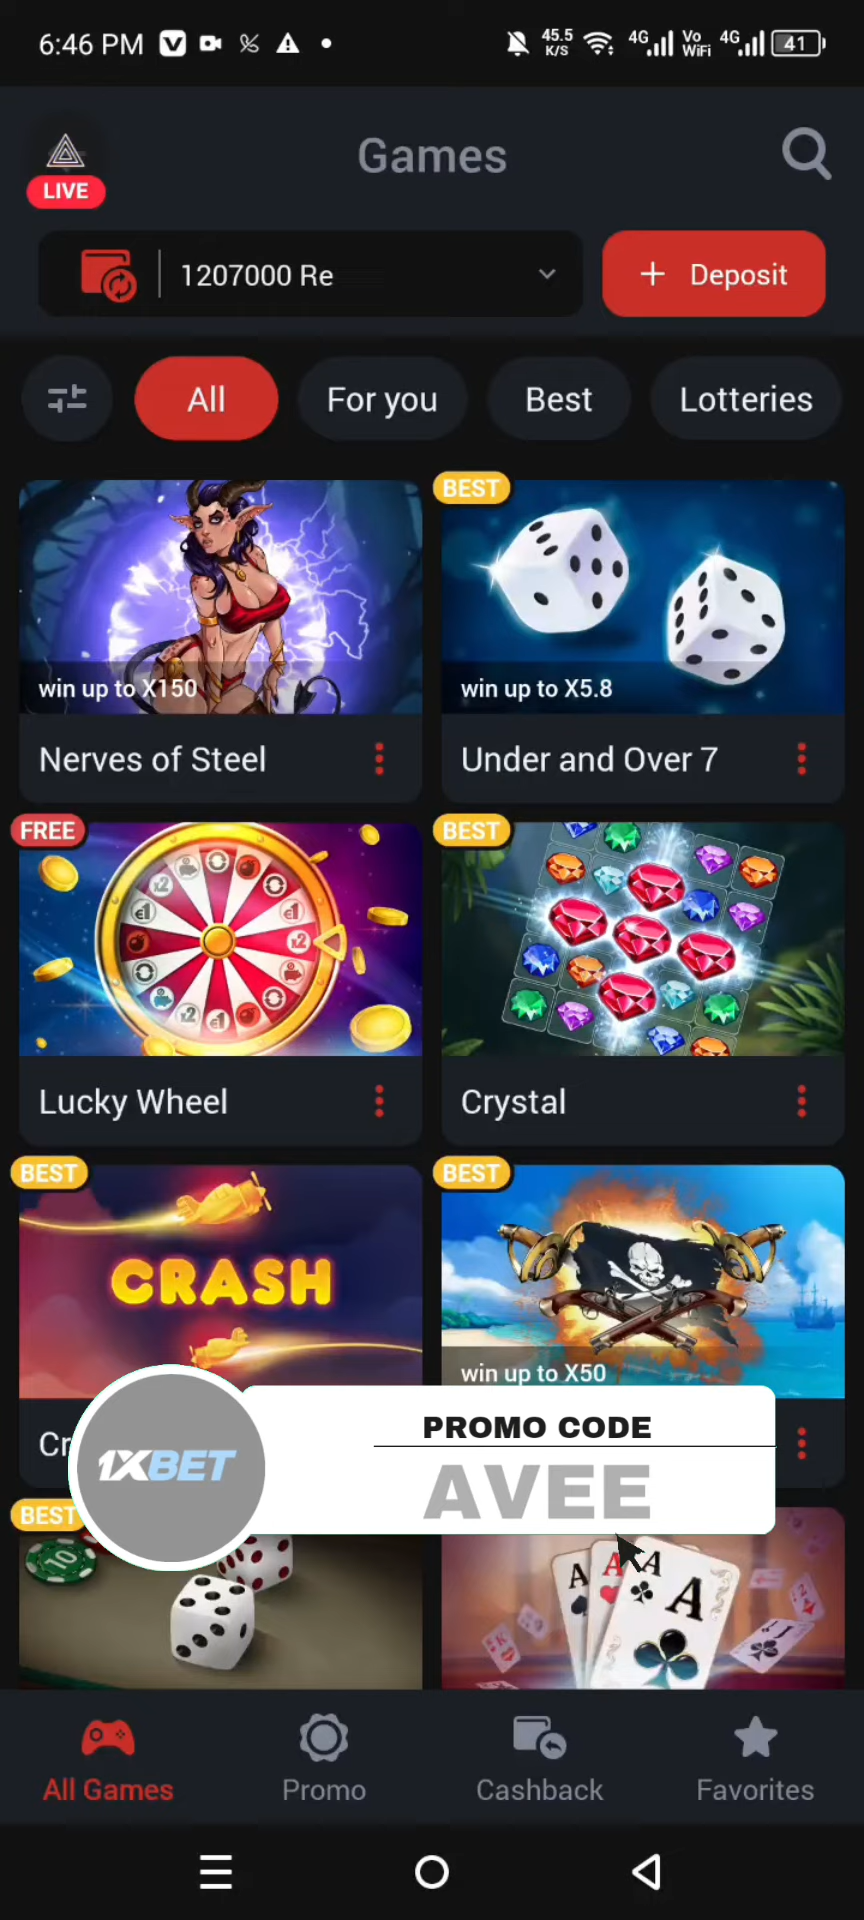 6:46 PM
45.5
K/S
4G
Vo
WiFi
4G
41
LIVE
Games
1207000 Re
+ Deposit
All
For you
Best
Lotteries
BEST
win up to X150
win up to X5.8
Nerves of Steel
Under and Over 7
FREE
BEST
Lucky Wheel
Crystal
BEST
BEST
CRASH
win up to X50
Cr
1XBET
PROMO CODE
AVEE
BEST
10
A
A
A
A
All Games
Promo
Cashback
Favorites